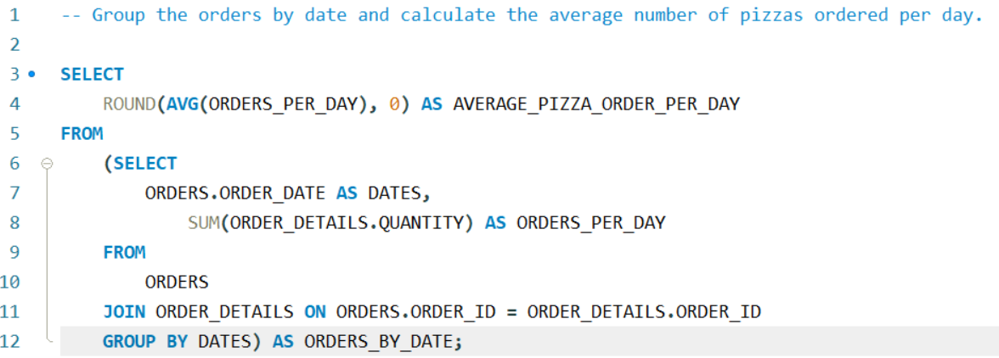 1 -- Group the orders by date and calculate the average number of pizzas ordered per day.
2
3 SELECT
4 ROUND(AVG(ORDERS_PER_DAY), 0) AS AVERAGE_PIZZA_ORDER_PER_DAY
5 FROM
6 (SELECT
7 ORDERS.ORDER_DATE AS DATES,
8 SUM(ORDER_DETAILS.QUANTITY) AS ORDERS_PER_DAY
9 FROM
10 ORDERS
11 JOIN ORDER_DETAILS ON ORDERS.ORDER_ID = ORDER_DETAILS.ORDER_ID
12 GROUP BY DATES) AS ORDERS_BY_DATE;